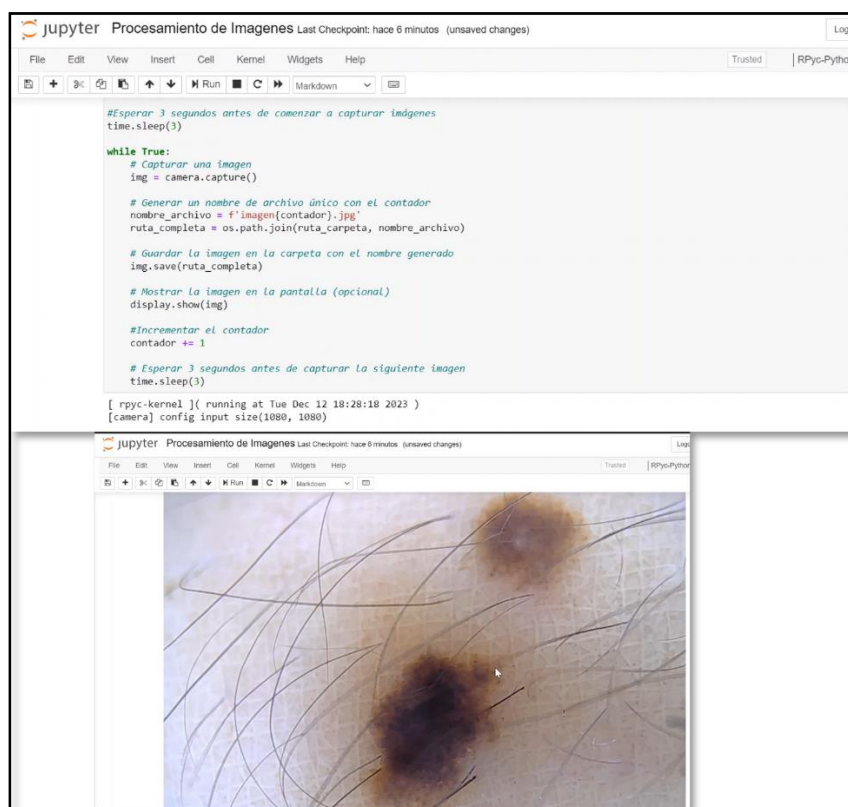 jupyter Procesamiento de Imagenes Last Checkpoint: hace 6 minutos (unsaved changes)
File Edit View Insert Cell Kernel Widgets Help Trusted
Run Markdown
#Esperar 3 segundos antes de comenzar a capturar imágenes
time.sleep(3)
while True:
# Capturar una imagen
img = camera.capture()
# Generar un nombre de archivo único con el contador
nombre_archivo = f'imagen{contador}.jpg'
ruta_completa = os.path.join(ruta_carpeta, nombre_archivo)
# Guardar la imagen en la carpeta con el nombre generado
img.save(ruta_completa)
# Mostrar la imagen en la pantalla (opcional)
display.show(img)
#Incrementar el contador
contador += 1
# Esperar 3 segundos antes de capturar la siguiente imagen
time.sleep(3)
[ rpyc-kernel ]( running at Tue Dec 12 18:28:18 2023 )
[camera] config input size(1080, 1080)
jupyter Procesamiento de Imagenes Last Checkpoint: hace 8 minutos (unsaved changes)
File Edit View Insert Cell Kernel Widgets Help Trusted
Run Markdown